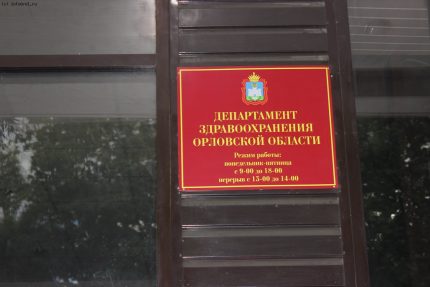 ДЕПАРТАМЕНТ
ЗДРАВООХРАНЕНИЯ
ОРЛОВСКОЙ ОБЛАСТИ
Режим работы:
понедельник-пятница
с 9-00 до 18-00
перерыв с 13-00 до 14-00